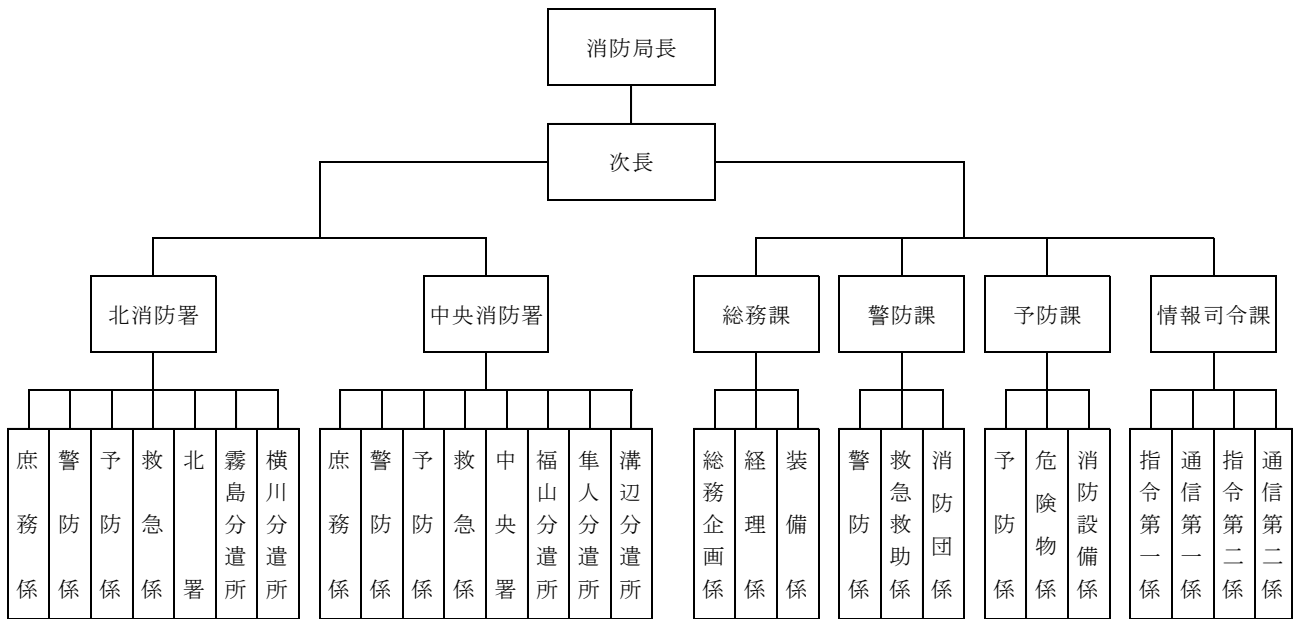 消防局長
次長
北消防署
中央消防署
総務課
警防課
予防課
情報司令課
庶務係
警防係
予防係
救急係
北署
霧島分遣所
横川分遣所
庶務係
警防係
予防係
救急係
中央署
福山分遣所
隼人分遣所
溝辺分遣所
総務企画係
経理係
装備係
警防係
救急救助係
消防団係
予防係
危険物係
消防設備係
指令第一係
通信第一係
指令第二係
通信第二係